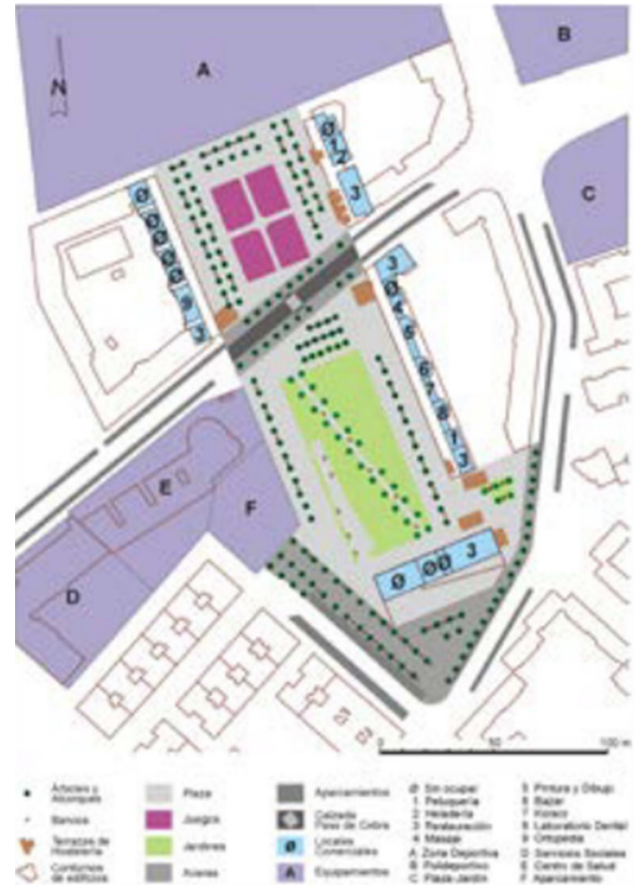 A
B
N
Ø
1
2
3
C
Ø
Ø
Ø
Ø
9
3
3
Ø
4
5
6
7
8
1
3
E
F
D
Ø
ØØ
3
50
100 m
Árboles y
Alcorques
Bancos
Terrazas de
Hostelería
Contornos
de edificios
Plaza
Juegos
Jardines
Aceras
Aparcamientos
Calzada
Paso de Cebra
Ø Locales
Comerciales
A Equipamientos
Ø Sin ocupar
1 Peluquería
2 Heladería
3 Restauración
4 Masaje
A Zona Deportiva
B Polideportivo
C Plaza-Jardín
5 Pintura y Dibujo
6 Bazar
7 Kiosco
8 Laboratorio Dental
9 Ortopedia
D Servicios Sociales
E Centro de Salud
F Aparcamiento